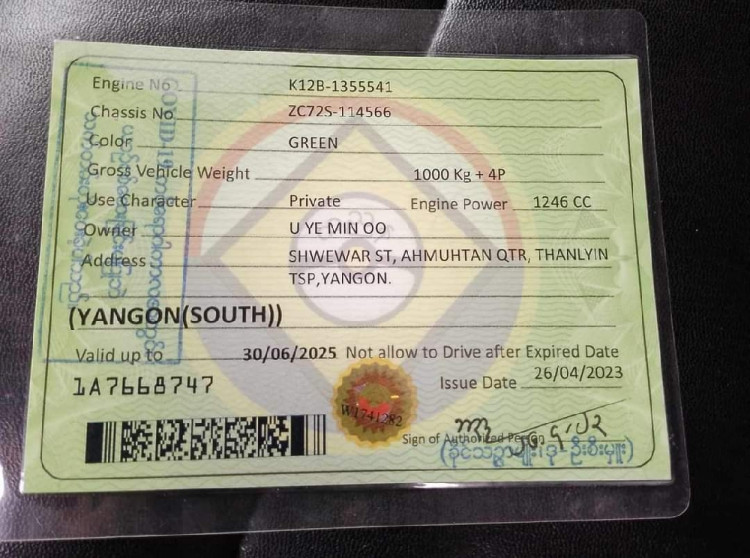 Engine No K12B-1355541
Chassis No ZC72S-114566
Color GREEN
Gross Vehicle Weight 1000 Kg + 4P
Use Character Private Engine Power 1246 CC
Owner U YE MIN OO
Address SHWEWAR ST, AHMUHTAN QTR, THANLYIN
TSP,YANGON.
(YANGON(SOUTH))
Valid up to 30/06/2025 Not allow to Drive after Expired Date
1A7668747
Issue Date 26/04/2023
W1741282
Sign of Authorized Person
COVID-19